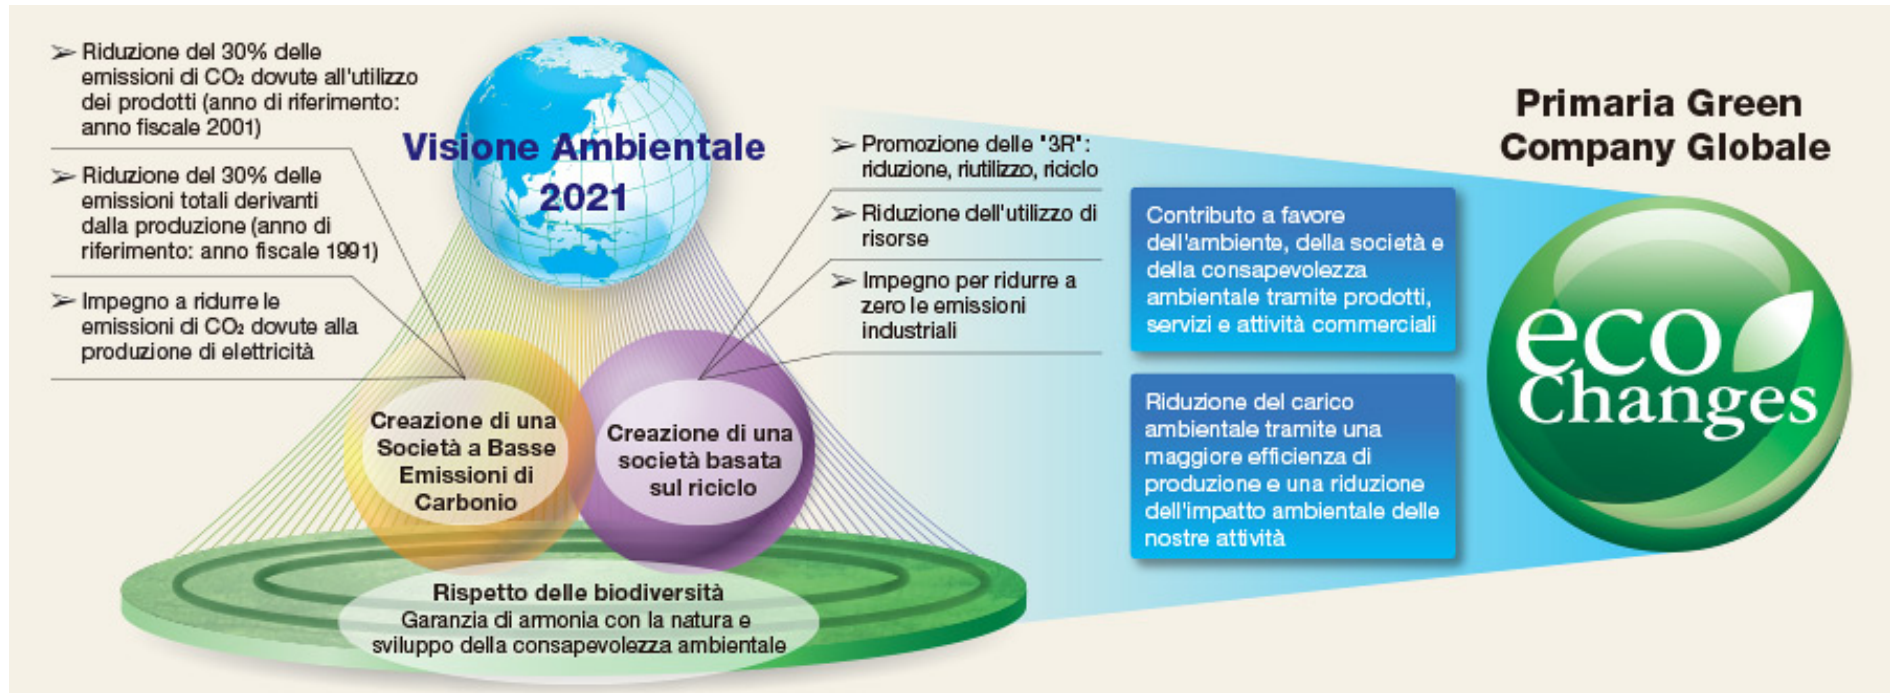 ➢ Riduzione del 30% delle
emissioni di CO₂ dovute all'utilizzo
dei prodotti (anno di riferimento:
anno fiscale 2001)
➢ Riduzione del 30% delle
emissioni totali derivanti
dalla produzione (anno di
riferimento: anno fiscale 1991)
➢ Impegno a ridurre le
emissioni di CO₂ dovute alla
produzione di elettricità
Visione Ambientale
2021
➢ Promozione delle "3R":
riduzione, riutilizzo, riciclo
➢ Riduzione dell'utilizzo di
risorse
➢ Impegno per ridurre a
zero le emissioni
industriali
Creazione di una
Società a Basse
Emissioni di
Carbonio
Creazione di una
società basata
sul riciclo
Rispetto delle biodiversità
Garanzia di armonia con la natura e
sviluppo della consapevolezza ambientale
Contributo a favore
dell'ambiente, della società e
della consapevolezza
ambientale tramite prodotti,
servizi e attività commerciali
Riduzione del carico
ambientale tramite una
maggiore efficienza di
produzione e una riduzione
dell'impatto ambientale delle
nostre attività
Primaria Green
Company Globale
eco
Changes